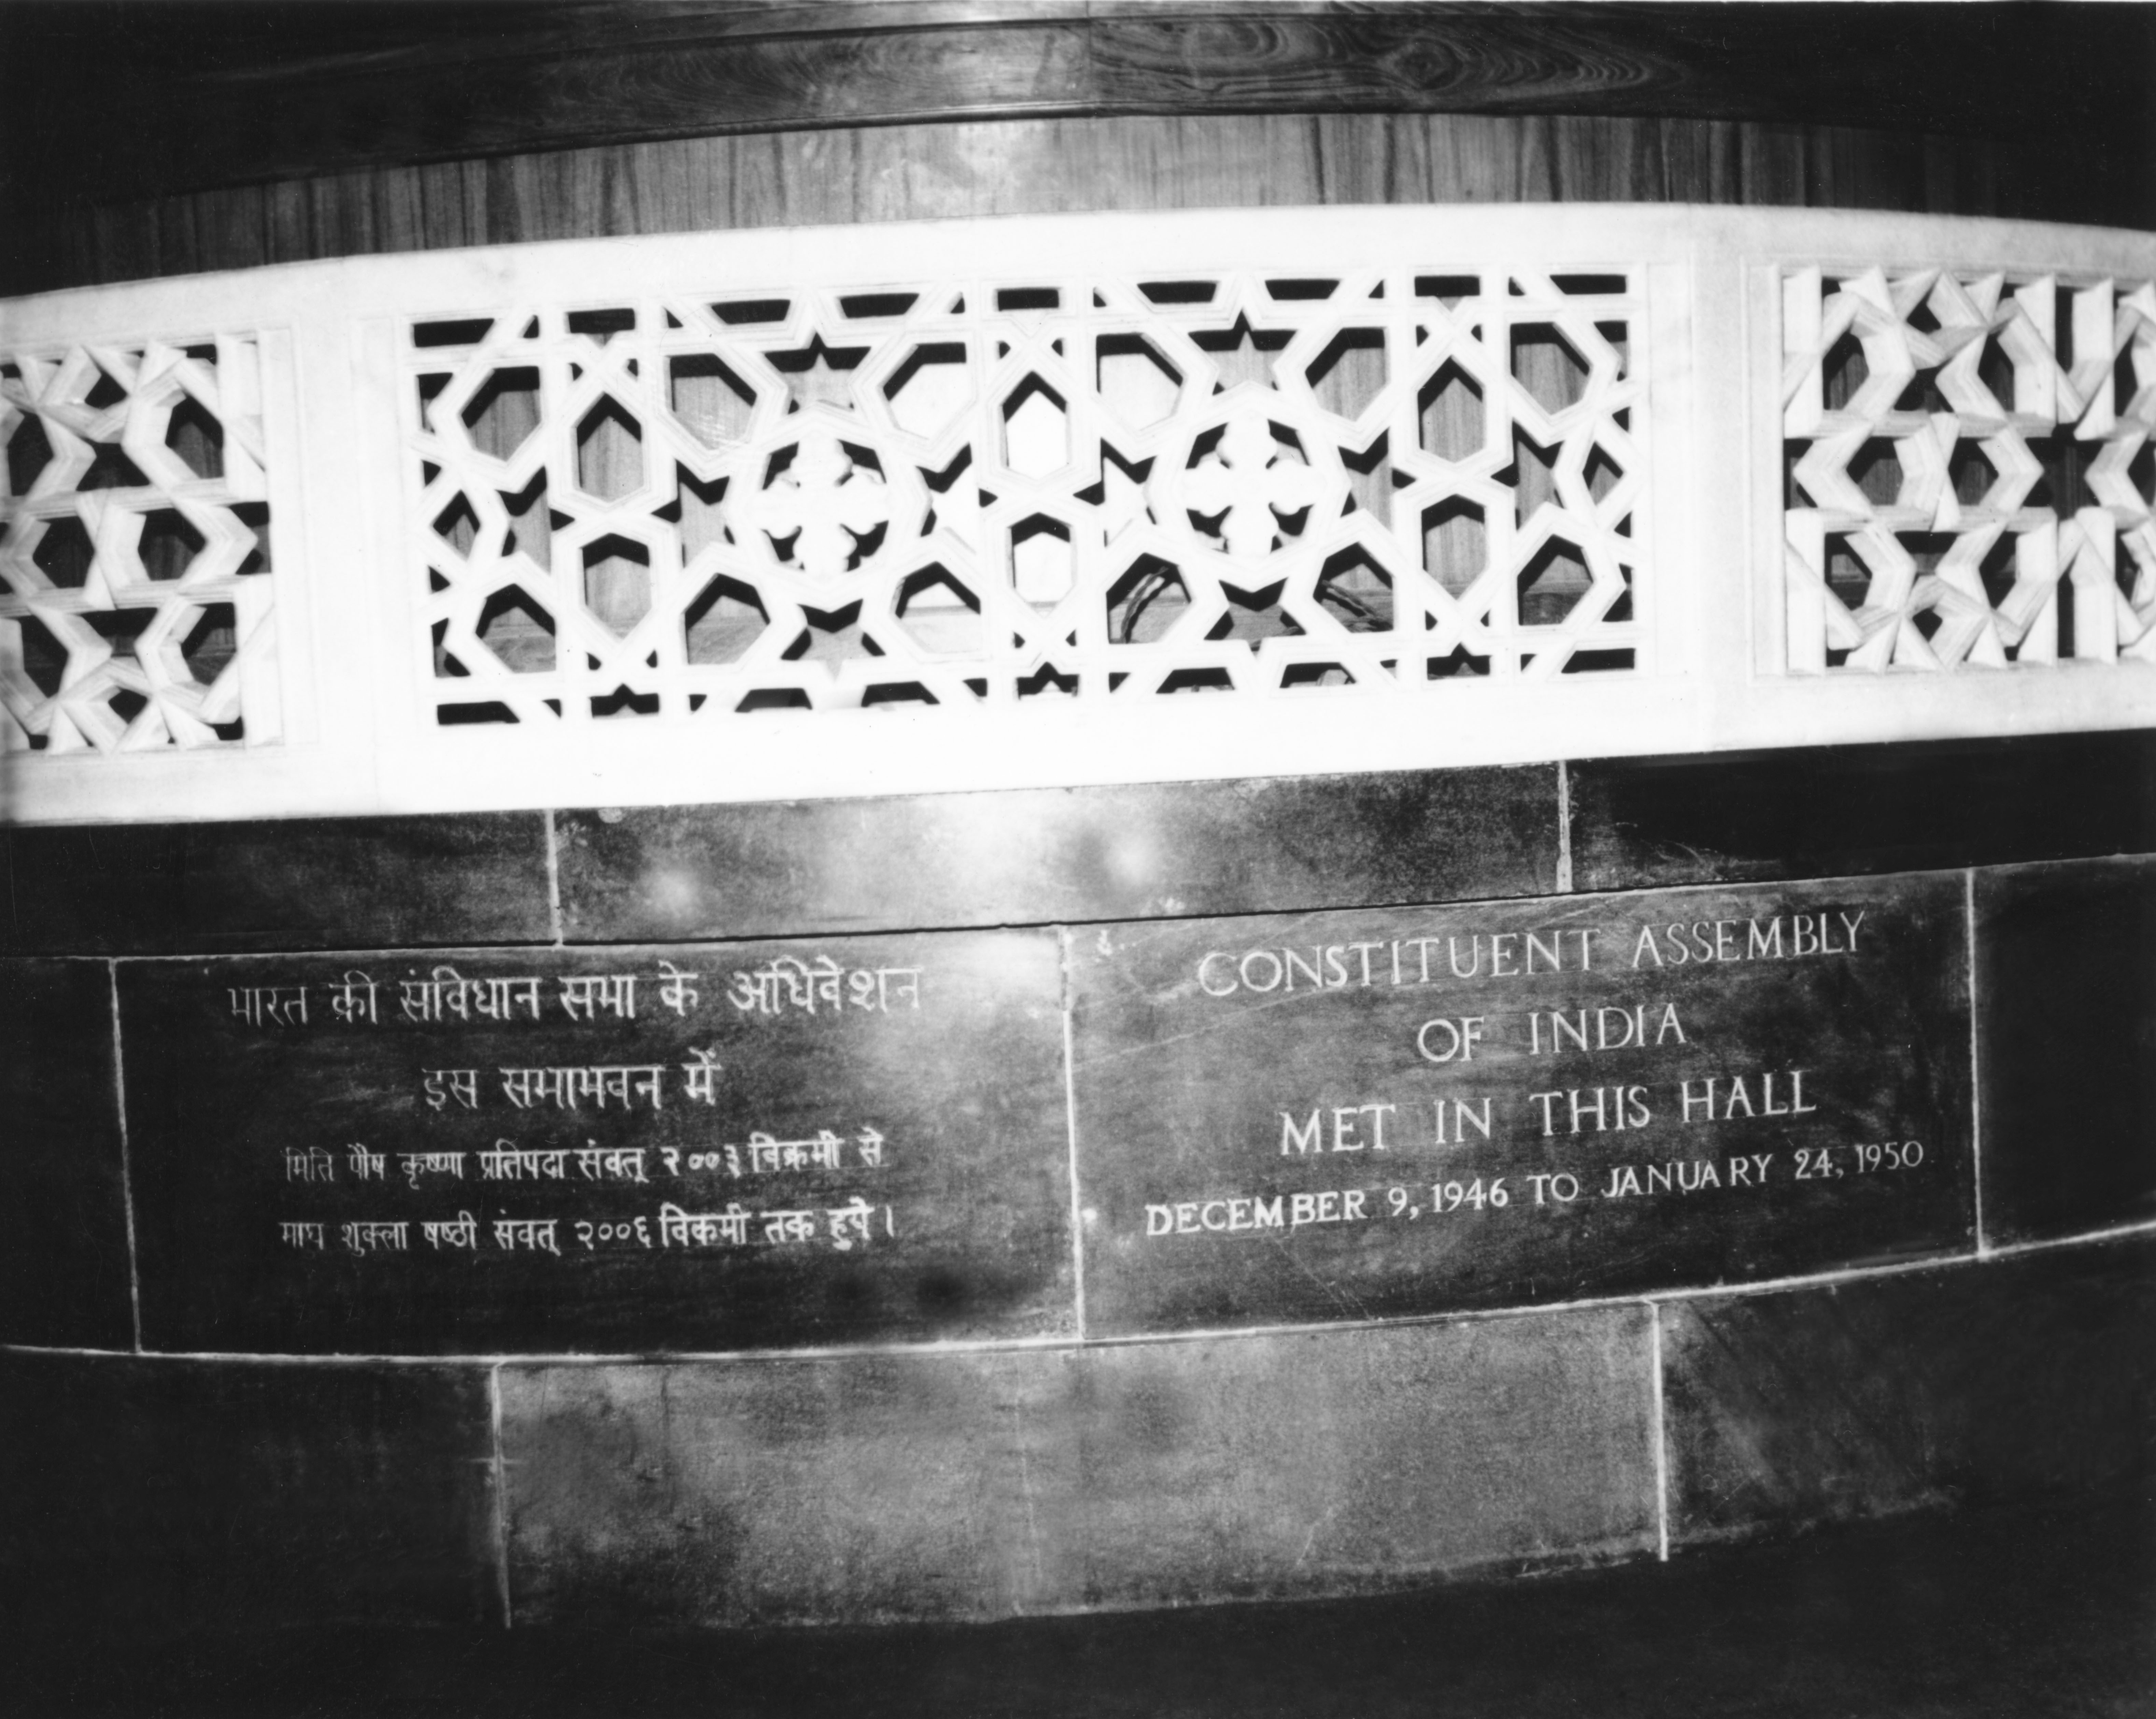 भारत की संविधान सभा के अधिवेशन
इस सभाभवन में
मिति पौष कृष्णा प्रतिपदा संवत् २००३ विक्रमी से
माघ शुक्ला षष्ठी संवत् २००६ विक्रमी तक हुये।
CONSTITUENT ASSEMBLY
OF INDIA
MET IN THIS HALL
DECEMBER 9, 1946 TO JANUARY 24, 1950